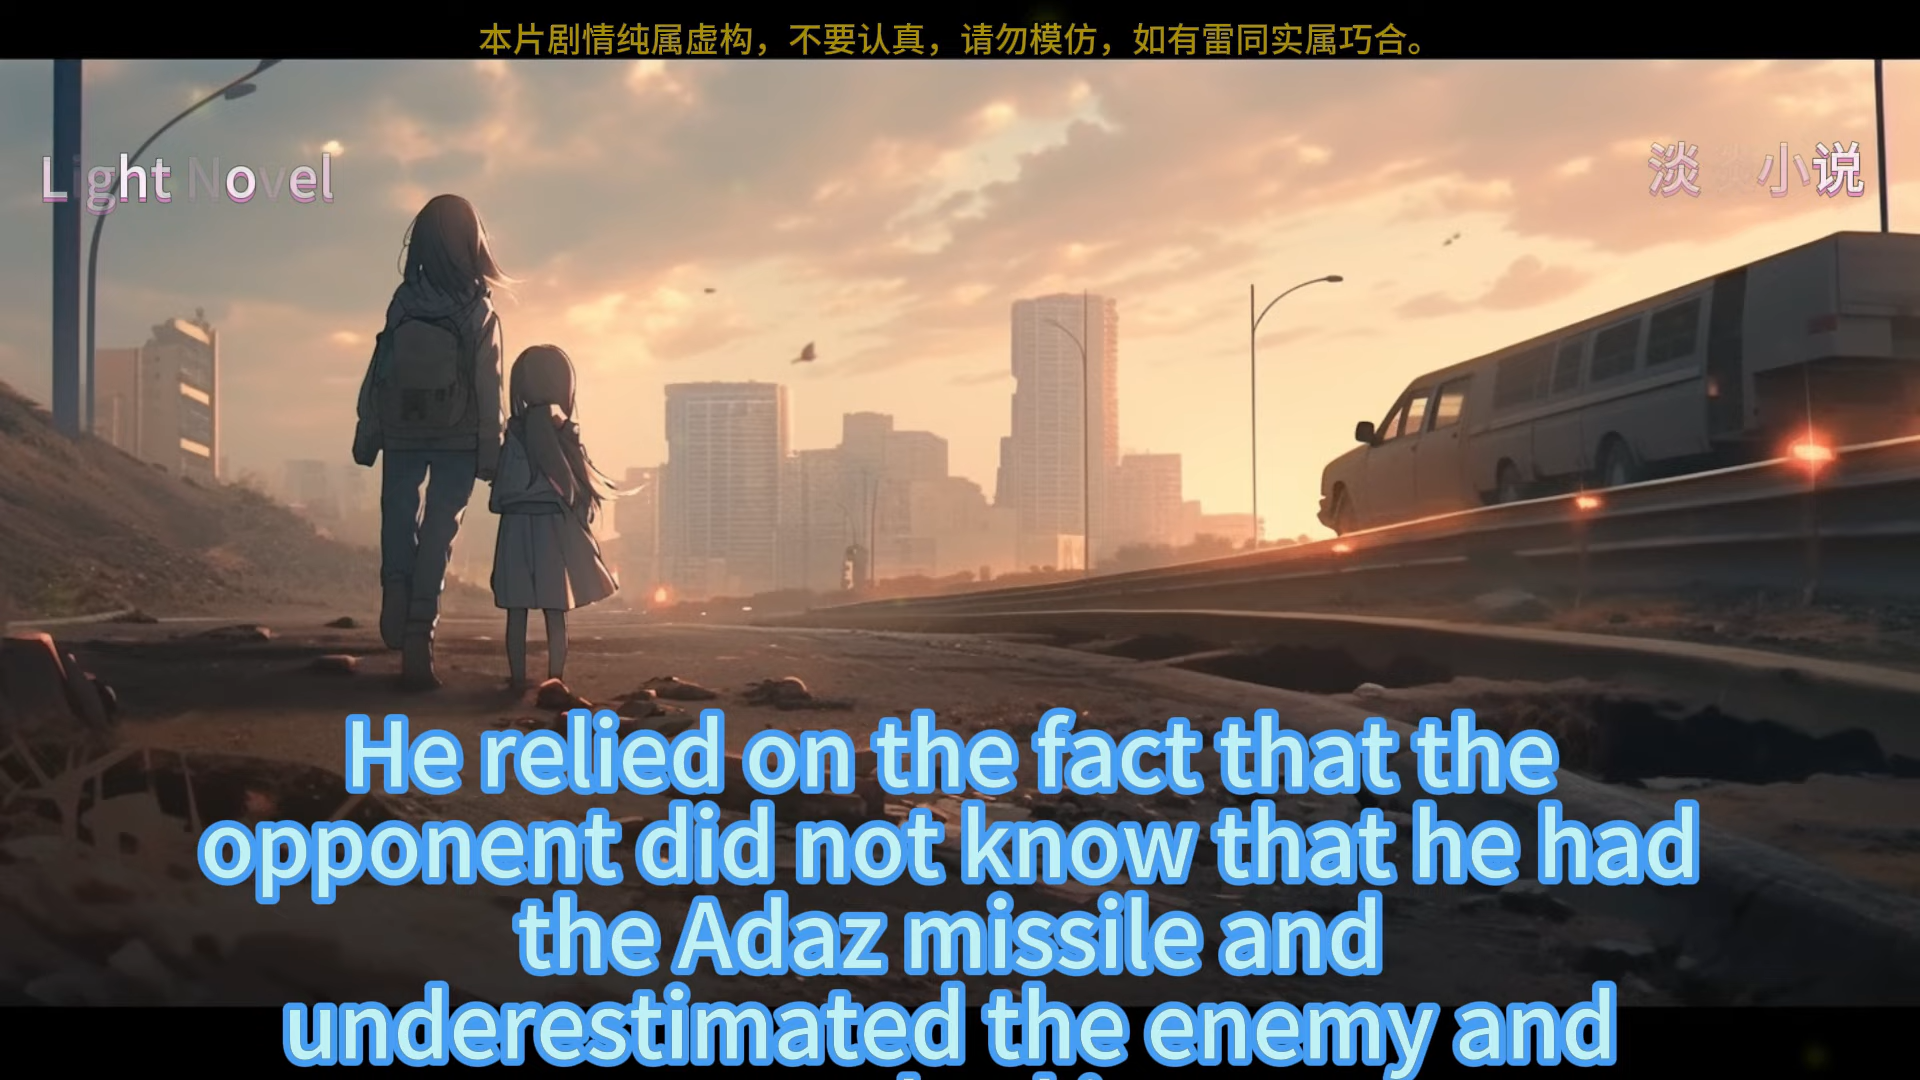 本片剧情纯属虚构，不要认真，请勿模仿，如有雷同实属巧合。
Light Novel
淡淡小说
He relied on the fact that the
opponent did not know that he had
the Adaz missile and
underestimated the enemy and